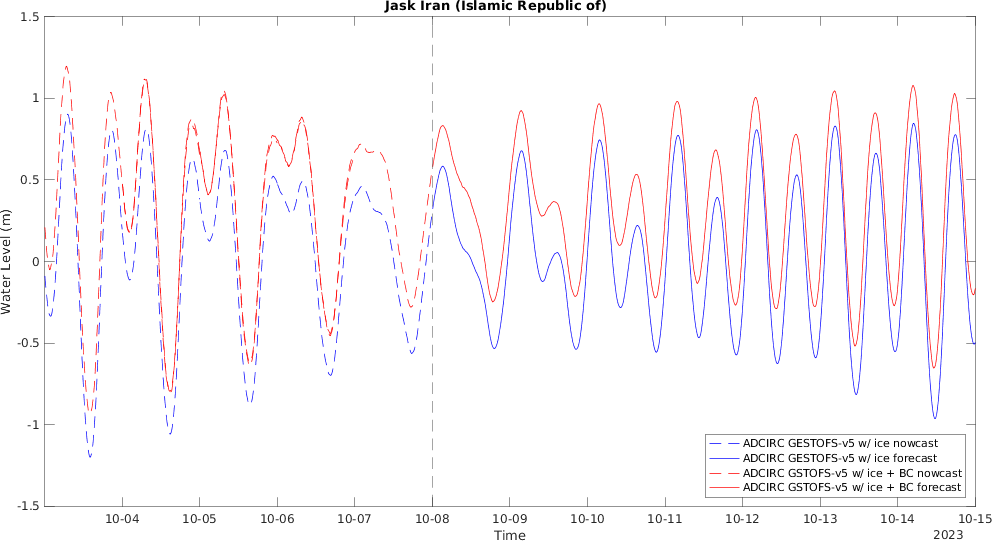 Jask Iran (Islamic Republic of)
1.5
1
0.5
0
-0.5
-1
-1.5
Water Level (m)
10-04
10-05
10-06
10-07
10-08
10-09
10-10
10-11
10-12
10-13
10-14
10-15
Time
2023
ADCIRC GESTOFS-v5 w/ ice nowcast
ADCIRC GESTOFS-v5 w/ ice forecast
ADCIRC GSTOFS-v5 w/ ice + BC nowcast
ADCIRC GSTOFS-v5 w/ ice + BC forecast